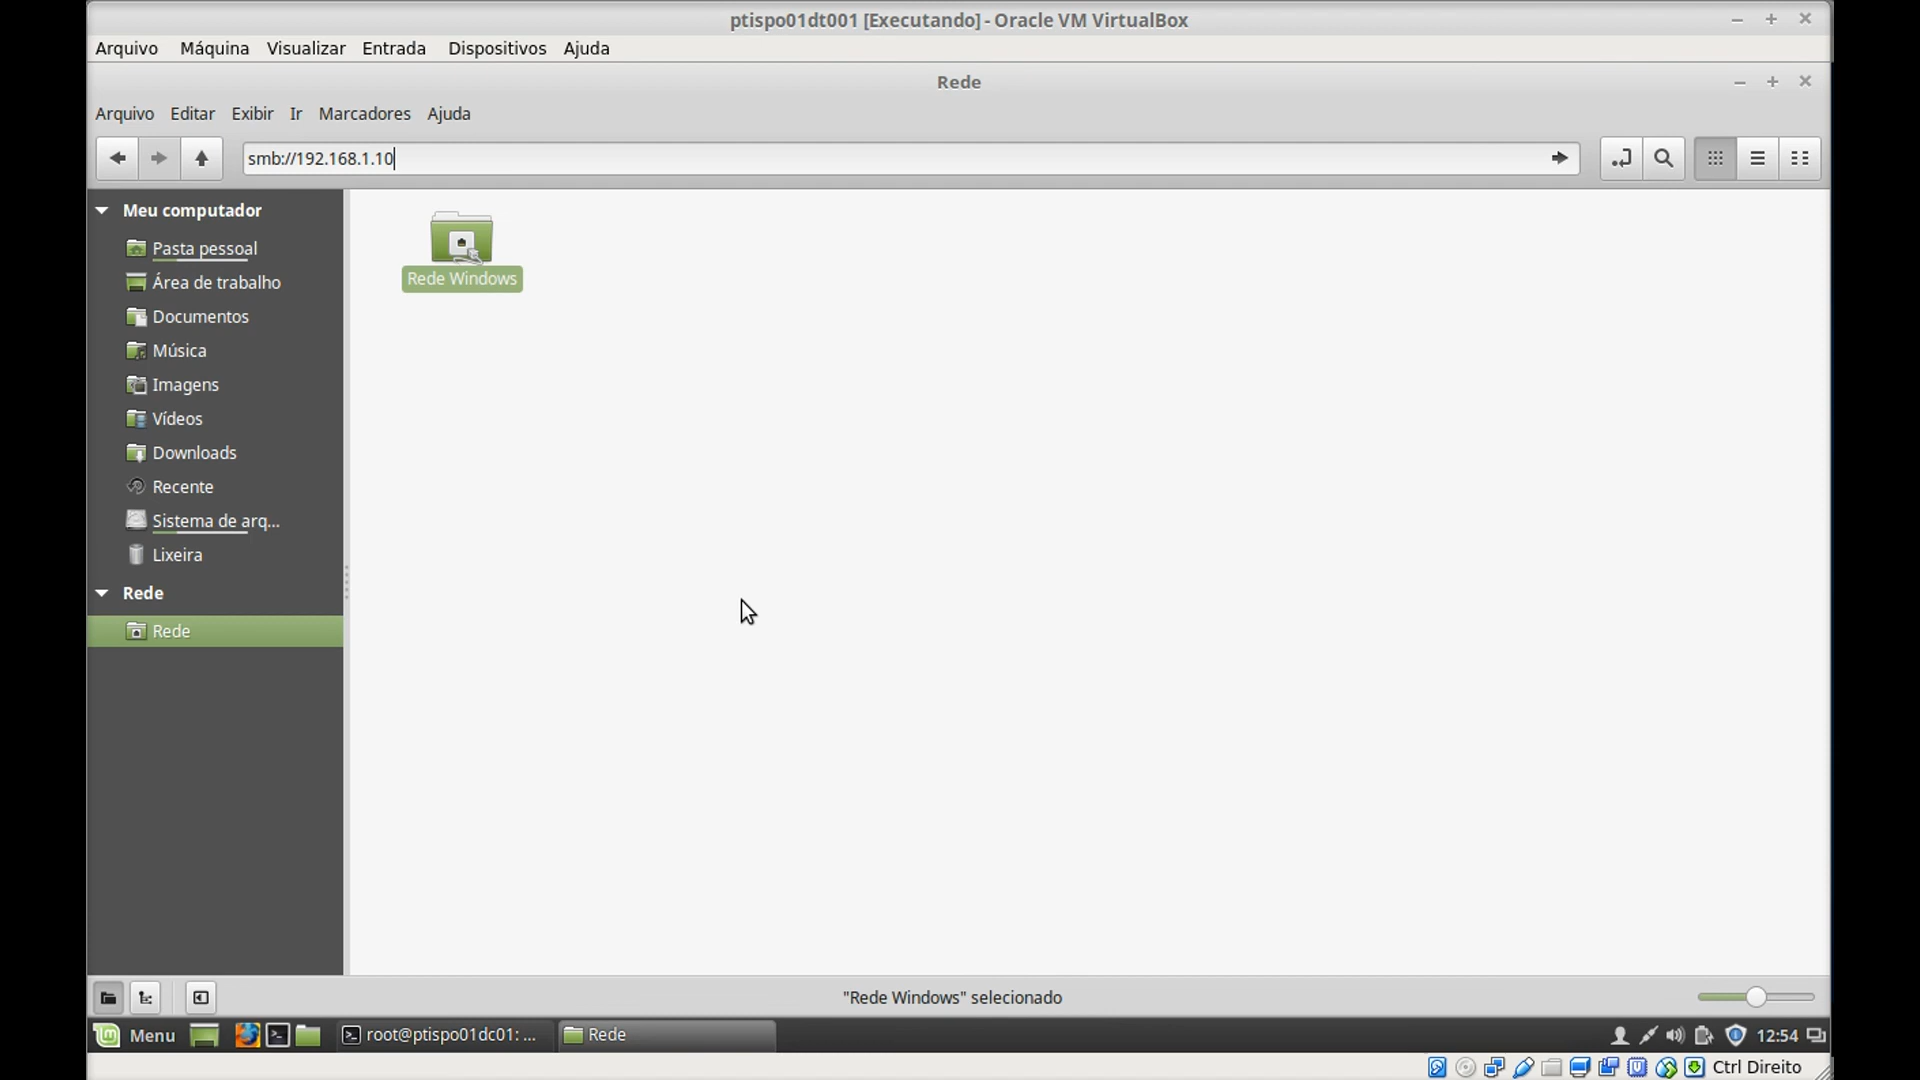 ptispo01dt001 [Executando] - Oracle VM VirtualBox
Arquivo Máquina Visualizar Entrada Dispositivos Ajuda
Rede
Arquivo Editar Exibir Ir Marcadores Ajuda
smb://192.168.1.10
Meu computador
Pasta pessoal
Área de trabalho
Documentos
Música
Imagens
Vídeos
Downloads
Recente
Sistema de arq...
Lixeira
Rede
Rede
Rede Windows
"Rede Windows" selecionado
Menu root@ptispo01dc01: ... Rede 12:54
Ctrl Direito